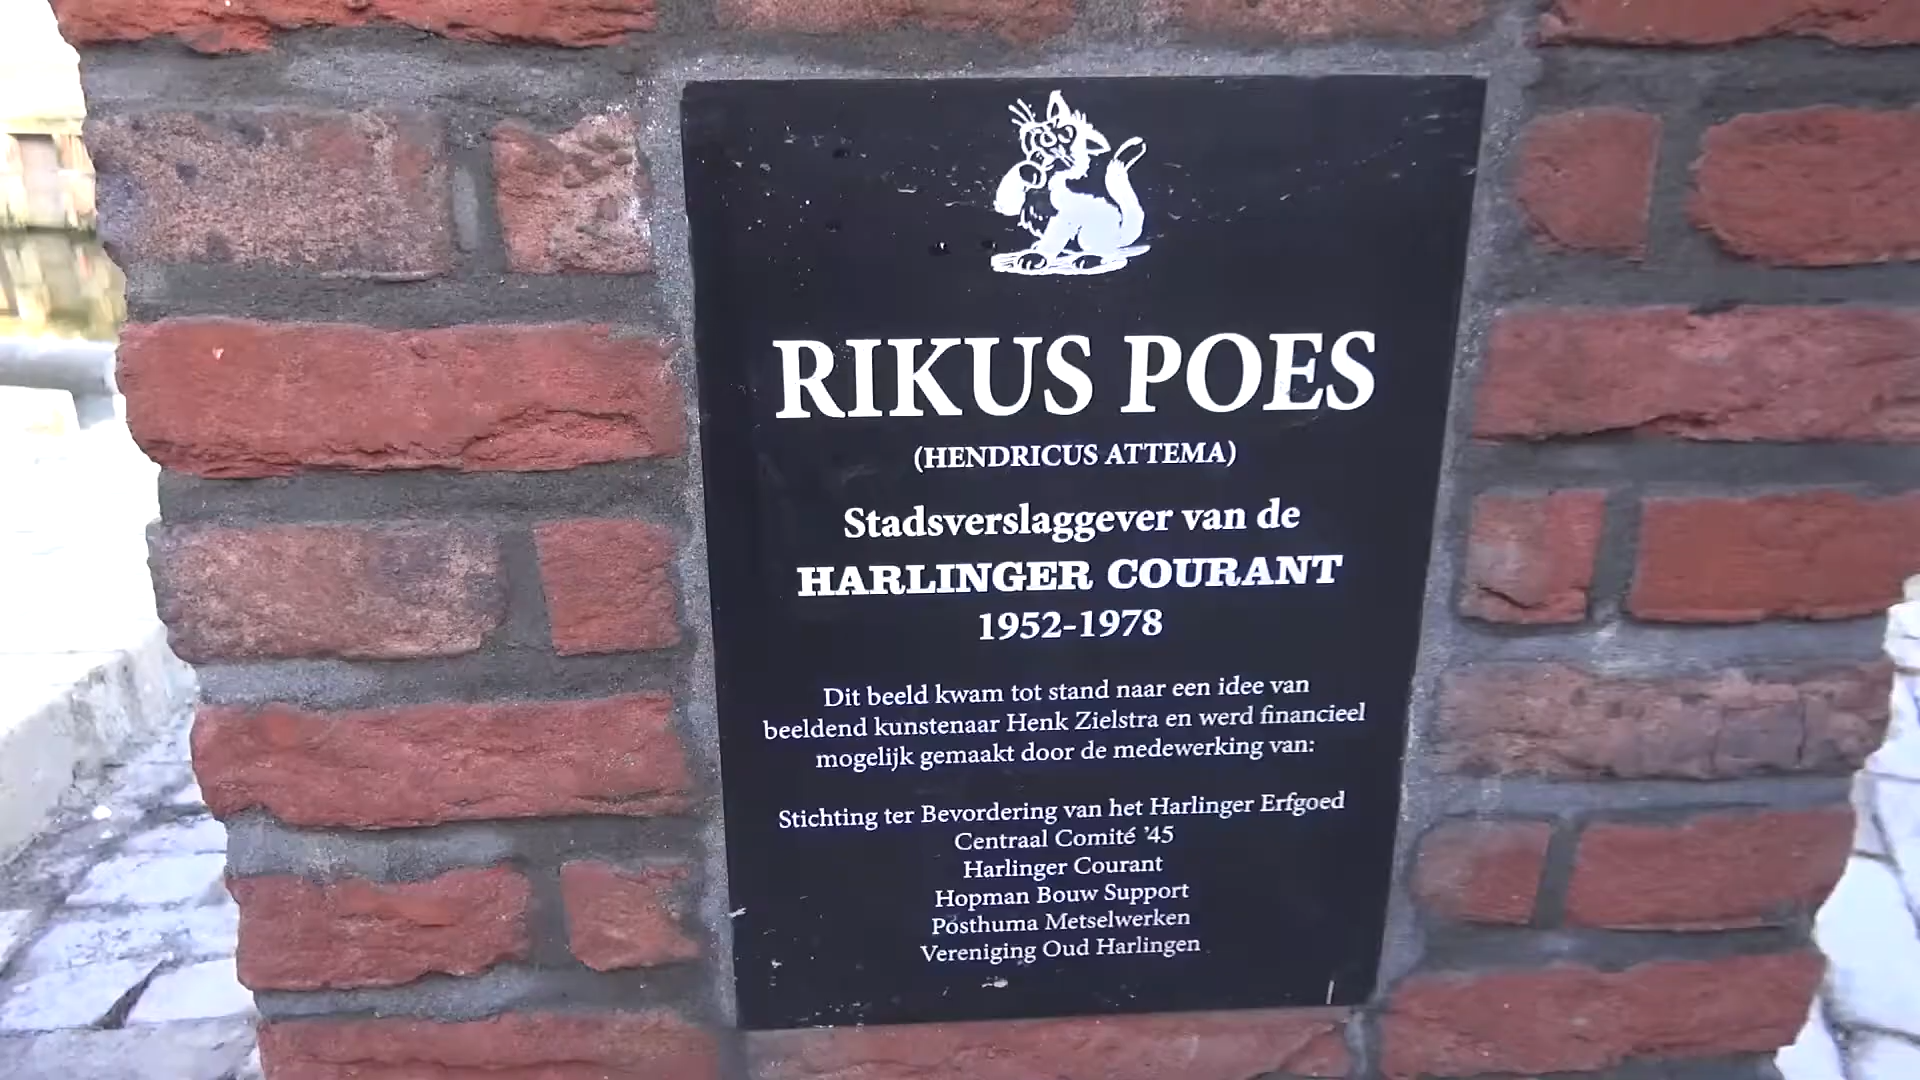 RIKUS POES
(HENDRICUS ATTEMA)
Stadsverslaggever van de
HARLINGER COURANT
1952-1978
Dit beeld kwam tot stand naar een idee van
beeldend kunstenaar Henk Zielstra en werd financieel
mogelijk gemaakt door de medewerking van:
Stichting ter Bevordering van het Harlinger Erfgoed
Centraal Comité ’45
Harlinger Courant
Hopman Bouw Support
Posthuma Metselwerken
Vereniging Oud Harlingen